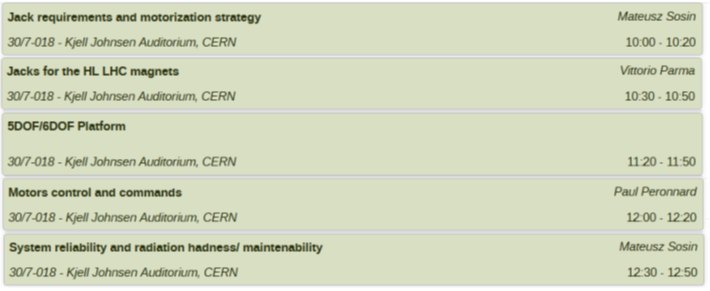 Jack requirements and motorization strategy Mateusz Sosin
30/7-018 - Kjell Johnsen Auditorium, CERN 10:00 - 10:20
Jacks for the HL LHC magnets Vittorio Parma
30/7-018 - Kjell Johnsen Auditorium, CERN 10:30 - 10:50
5DOF/6DOF Platform
30/7-018 - Kjell Johnsen Auditorium, CERN 11:20 - 11:50
Motors control and commands Paul Peronnard
30/7-018 - Kjell Johnsen Auditorium, CERN 12:00 - 12:20
System reliability and radiation hadness/ maintenability Mateusz Sosin
30/7-018 - Kjell Johnsen Auditorium, CERN 12:30 - 12:50